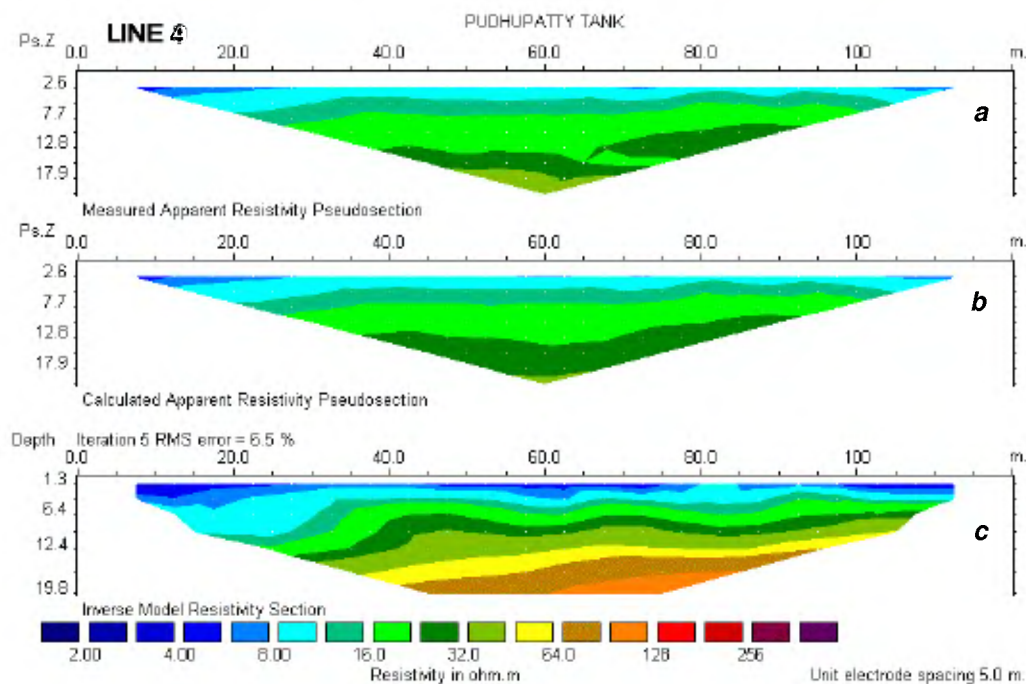 PUDHUPATTY TANK
LINE 4
Ps.Z 0.0 20.0 40.0 60.0 80.0 100 m.
2.6
7.7
12.8
17.9
a
Measured Apparent Resistivity Pseudosection
Ps.Z 0.0 20.0 40.0 60.0 80.0 100 m.
2.6
7.7
12.8
17.9
b
Calculated Apparent Resistivity Pseudosection
Depth Iteration 5 RMS error = 6.5 %
0.0 20.0 40.0 60.0 80.0 100 m.
1.3
6.4
12.4
19.8
c
Inverse Model Resistivity Section
2.00 4.00 8.00 16.0 32.0 64.0 128 256
Resistivity in ohm.m Unit electrode spacing 5.0 m.